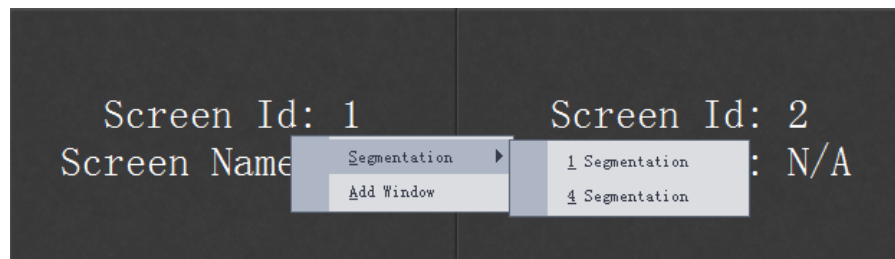 Screen Id: 1
Screen Name
Screen Id: 2
: N/A
Segmentation
Add Window
1 Segmentation
4 Segmentation